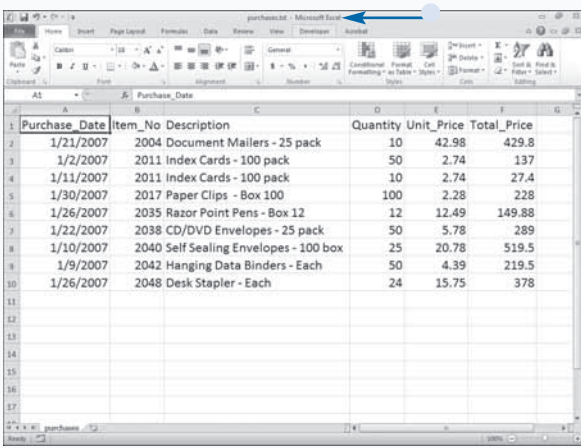 purchases.txt - Microsoft Excel
File Home Insert Page Layout Formulas Data Review View Developer Acrobat
Paste Calibri 18 General Conditional Formatting Format as Table Cell Styles Insert Delete Format Sort & Filter Find & Select
Clipboard Font Alignment Number Styles Cells Editing
A1 fx Purchase_Date
A B C D E F G
1 Purchase_Date Item_No Description Quantity Unit_Price Total_Price
2 1/21/2007 2004 Document Mailers - 25 pack 10 42.98 429.8
3 1/2/2007 2011 Index Cards - 100 pack 50 2.74 137
4 1/11/2007 2011 Index Cards - 100 pack 10 2.74 27.4
5 1/30/2007 2017 Paper Clips - Box 100 100 2.28 228
6 1/26/2007 2035 Razor Point Pens - Box 12 12 12.49 149.88
7 1/22/2007 2038 CD/DVD Envelopes - 25 pack 50 5.78 289
8 1/10/2007 2040 Self Sealing Envelopes - 100 box 25 20.78 519.5
9 1/9/2007 2042 Hanging Data Binders - Each 50 4.39 219.5
10 1/26/2007 2048 Desk Stapler - Each 24 15.75 378
11
12
13
14
15
16
17
purchases
Ready 100%